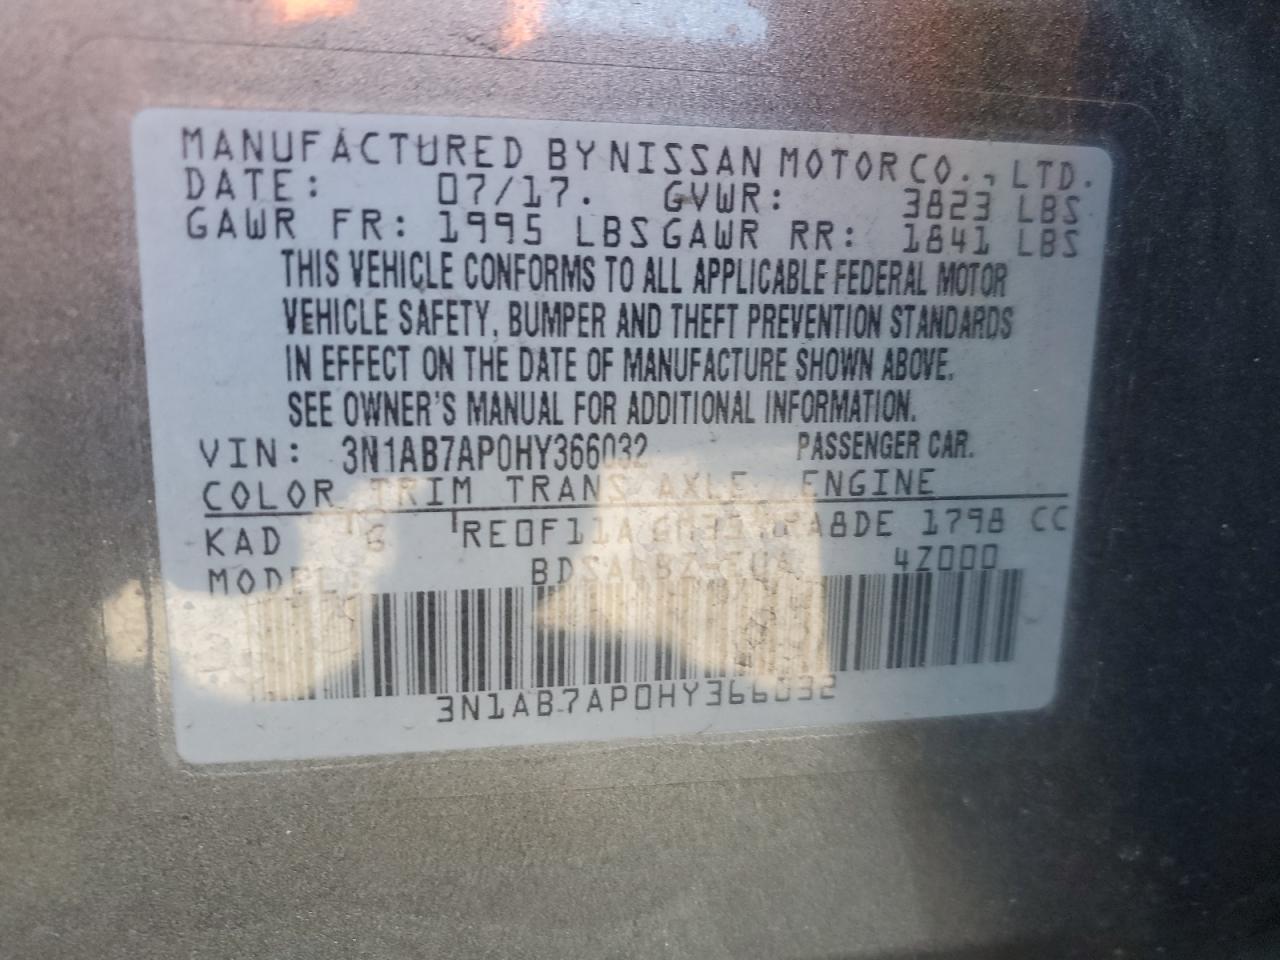 MANUFACTURED BY NISSAN MOTOR CO., LTD.
DATE: 07/17. GVWR: 3823 LBS
GAWR FR: 1995 LBS GAWR RR: 1841 LBS
THIS VEHICLE CONFORMS TO ALL APPLICABLE FEDERAL MOTOR
VEHICLE SAFETY, BUMPER AND THEFT PREVENTION STANDARDS
IN EFFECT ON THE DATE OF MANUFACTURE SHOWN ABOVE.
SEE OWNER'S MANUAL FOR ADDITIONAL INFORMATION.
VIN: 3N1AB7AP0HY366032 PASSENGER CAR.
COLOR TRIM TRANS AXLE ENGINE
KAD G RE0F11A 1798 CC
MODEL 4Z000
3N1AB7AP0HY366032